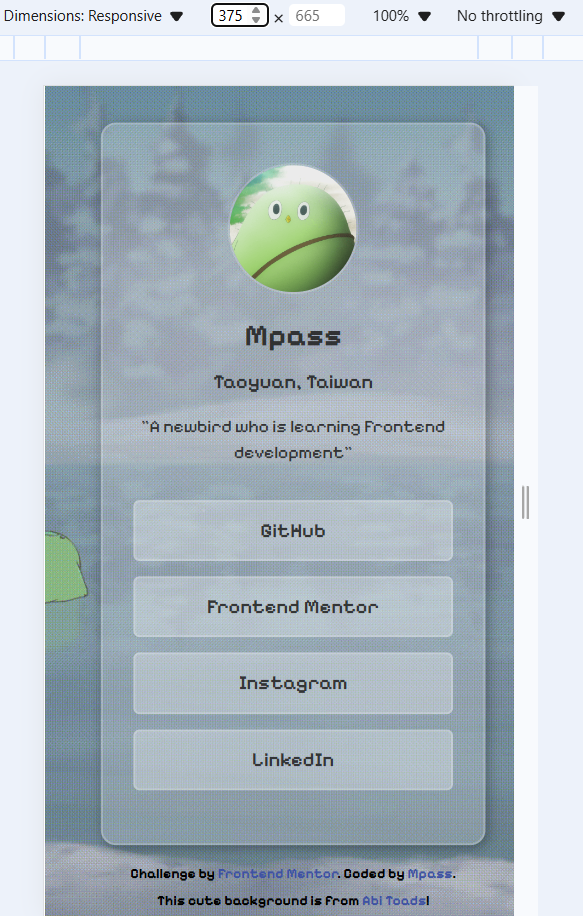 Dimensions: Responsive 375 × 665 100% No throttling
Mpass
Taoyuan, Taiwan
"A newbird who is learning Frontend
development"
GitHub
Frontend Mentor
Instagram
LinkedIn
Challenge by Frontend Mentor. Coded by Mpass.
This cute background is from Abi Toads!